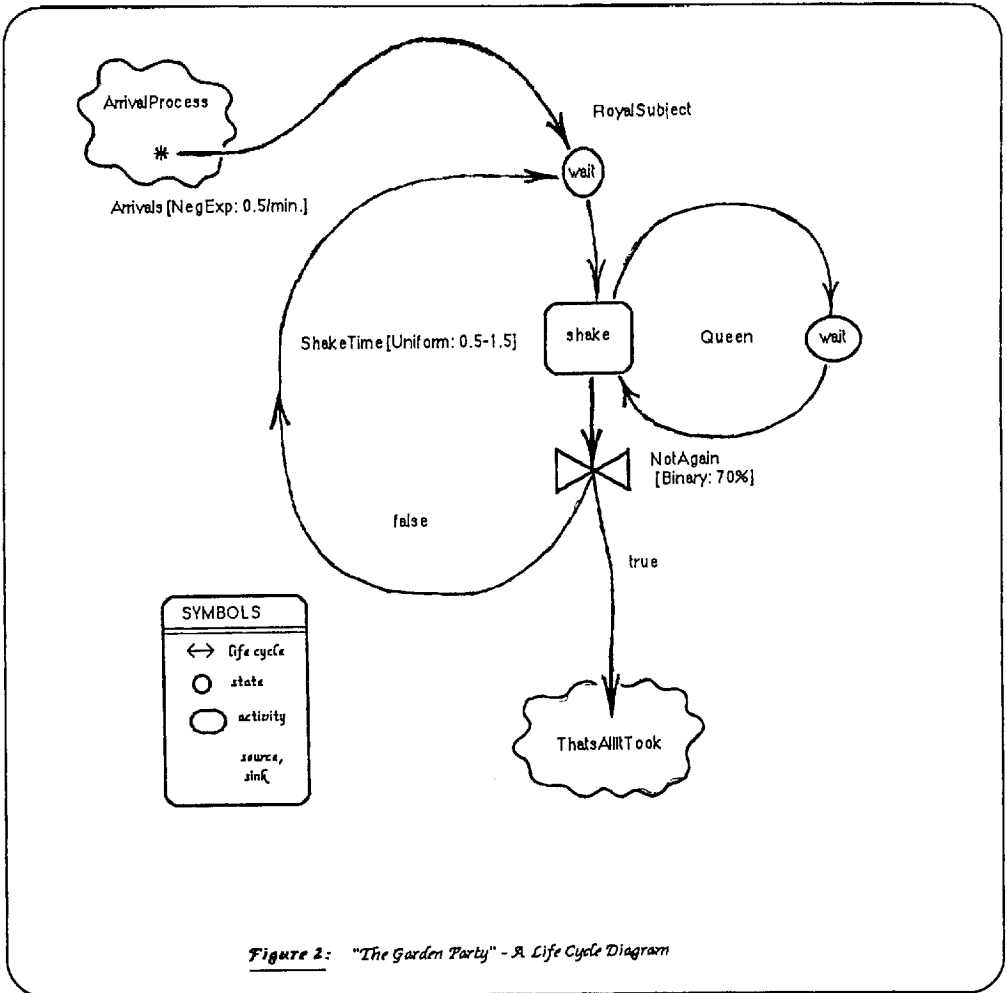 ArrivalProcess
*
Arrivals [NegExp: 0.5/min.]
RoyalSubject
wait
ShakeTime [Uniform: 0.5-1.5]
shake
Queen
wait
NotAgain
[Binary: 70%]
false
true
SYMBOLS
life cycle
state
activity
source,
sink
ThatsAllItTook
Figure 2: "The Garden Party" - A Life Cycle Diagram